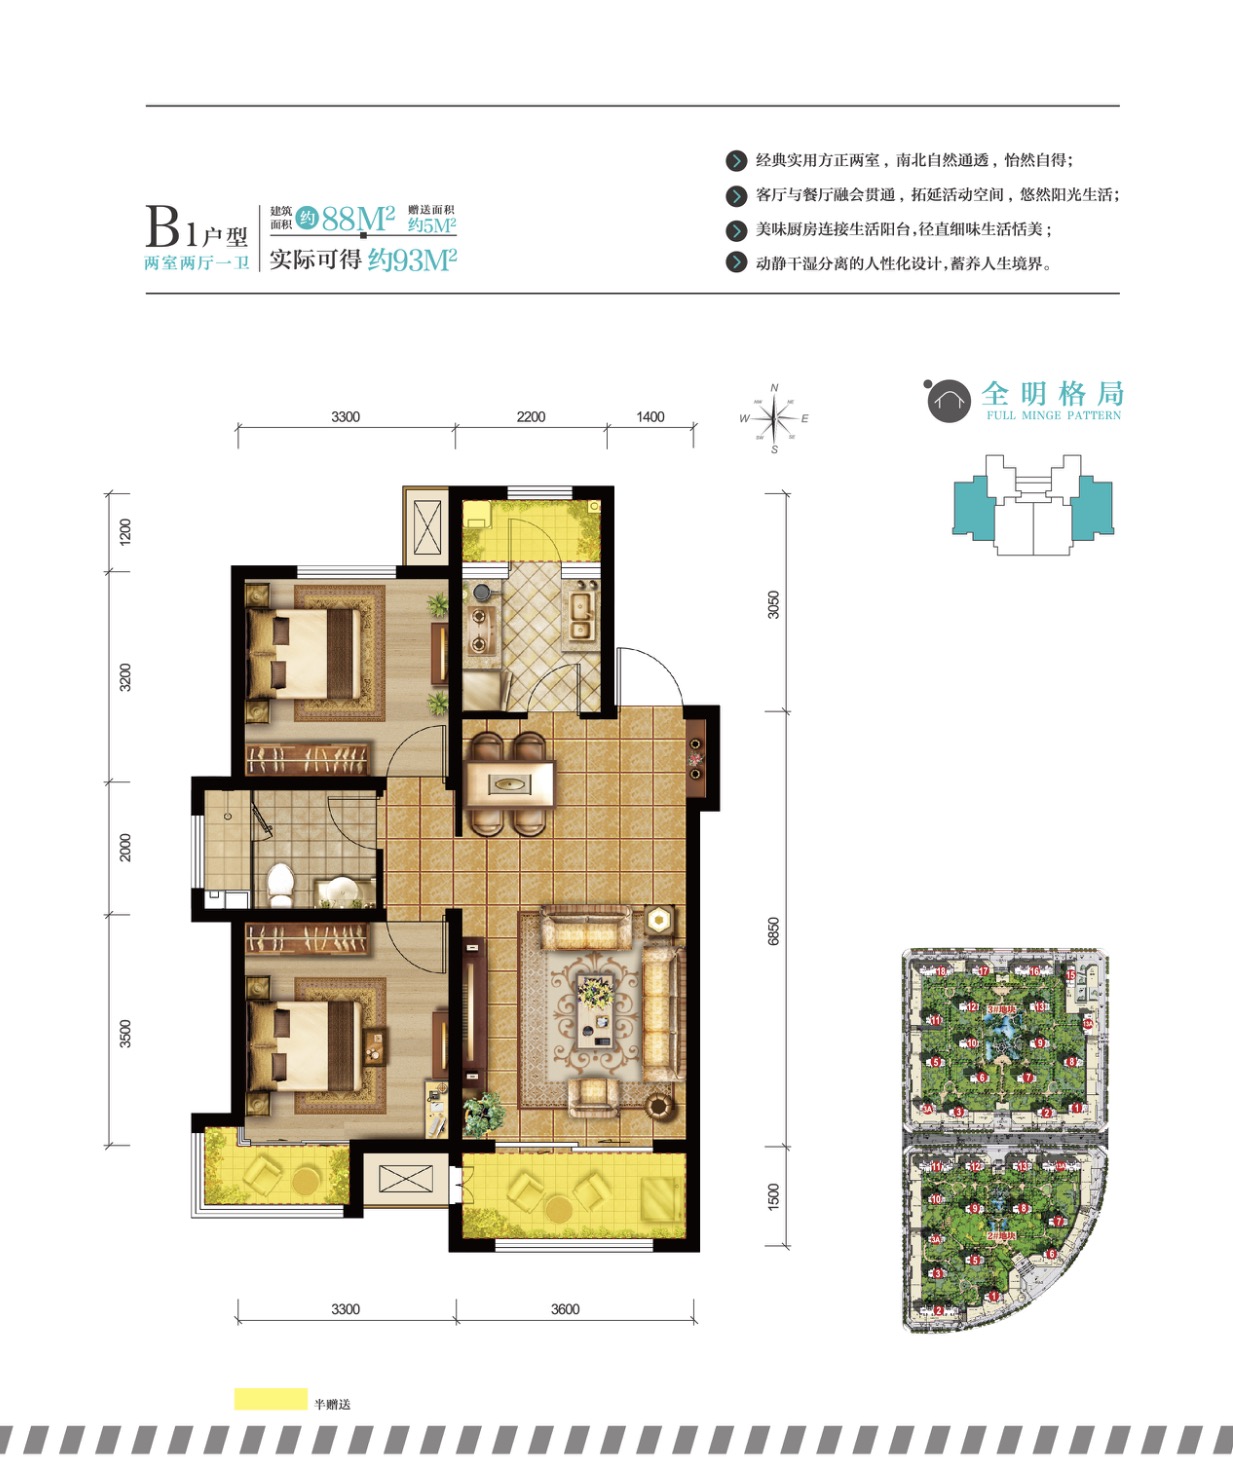 B1户型
两室两厅一卫
建筑面积 约88M² 赠送面积 约5M²
实际可得 约93M²
经典实用方正两室，南北自然通透，怡然自得；
客厅与餐厅融会贯通，拓延活动空间，悠然阳光生活；
美味厨房连接生活阳台，径直细味生活恬美；
动静干湿分离的人性化设计，蓄养人生境界。
全明格局
FULL MINGE PATTERN
N
NW NE
W E
SW SE
S
3300 2200 1400
1200
3200
2000
3500
3050
6850
1500
3300 3600
18 17 16 15
12 13 13A
11
3#地块
10 9
5 8
6 7
3A 3 2 1
11 12 13 13A
10
9 8
7
3A 2#地块
6
5
3
1
2
半赠送